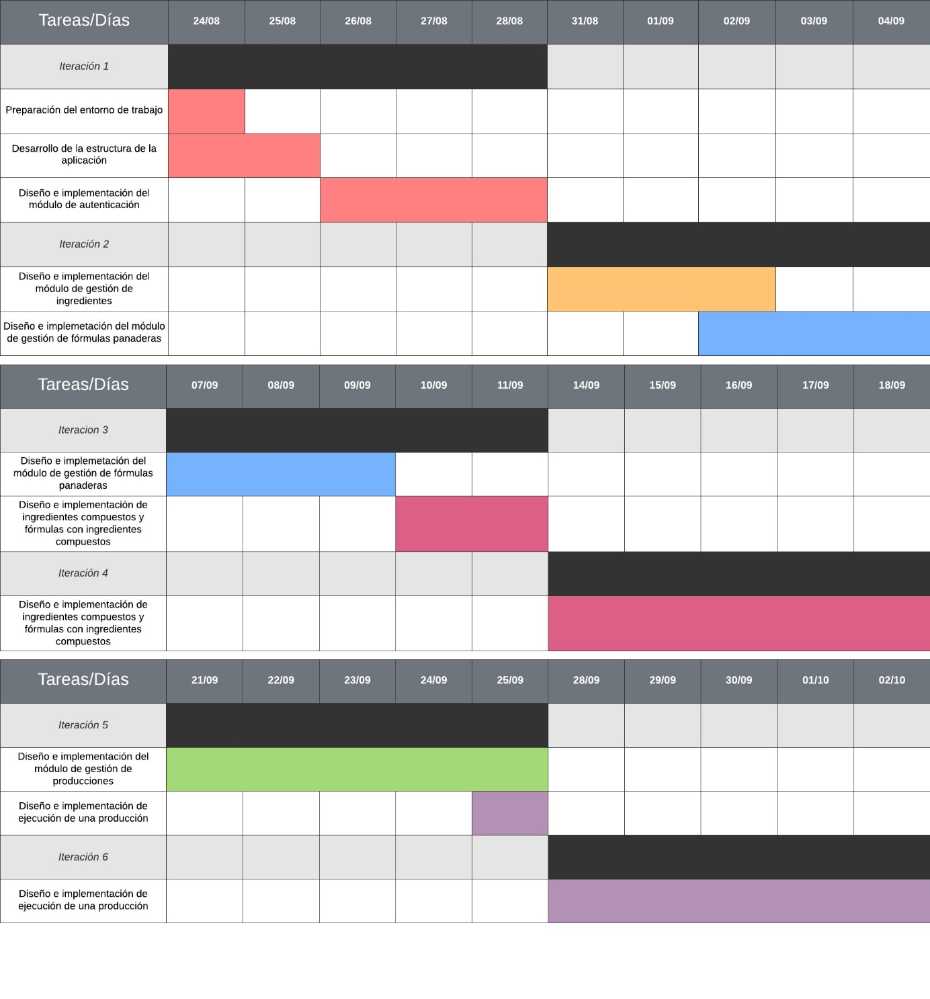 Tareas/Días 24/08 25/08 26/08 27/08 28/08 31/08 01/09 02/09 03/09 04/09
Iteración 1
Preparación del entorno de trabajo
Desarrollo de la estructura de la
aplicación
Diseño e implementación del
módulo de autenticación
Iteración 2
Diseño e implementación del
módulo de gestión de
ingredientes
Diseño e implemetación del módulo
de gestión de fórmulas panaderas
Tareas/Días 07/09 08/09 09/09 10/09 11/09 14/09 15/09 16/09 17/09 18/09
Iteracion 3
Diseño e implemetación del
módulo de gestión de fórmulas
panaderas
Diseño e implementación de
ingredientes compuestos y
fórmulas con ingredientes
compuestos
Iteración 4
Diseño e implementación de
ingredientes compuestos y
fórmulas con ingredientes
compuestos
Tareas/Días 21/09 22/09 23/09 24/09 25/09 28/09 29/09 30/09 01/10 02/10
Iteración 5
Diseño e implementación del
módulo de gestión de
producciones
Diseño e implementación de
ejecución de una producción
Iteración 6
Diseño e implementación de
ejecución de una producción